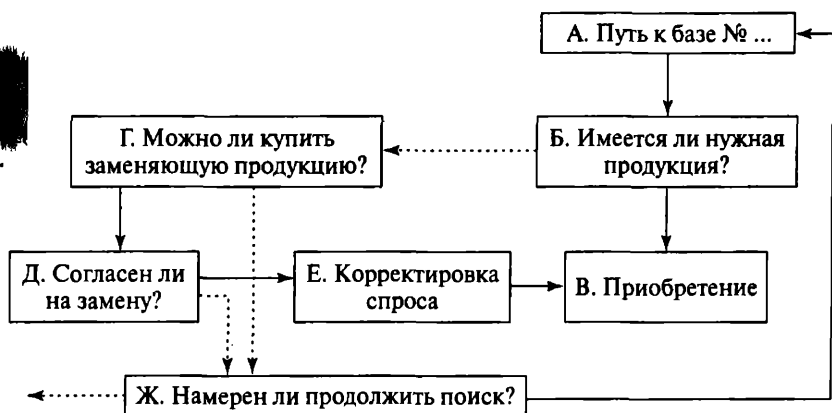 А. Путь к базе № ...
Г. Можно ли купить
заменяющую продукцию?
Б. Имеется ли нужная
продукция?
Д. Согласен ли
на замену?
Е. Корректировка
спроса
В. Приобретение
Ж. Намерен ли продолжить поиск?